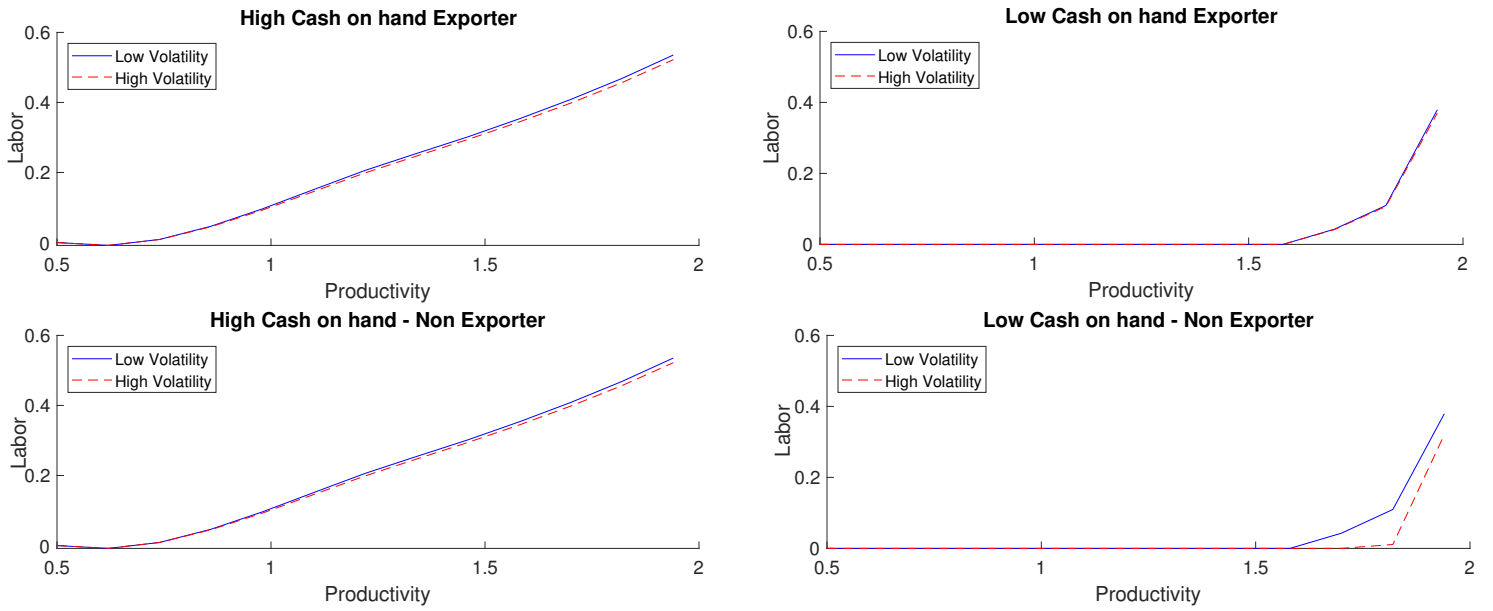 High Cash on hand Exporter
0.6
0.4
0.2
0
Labor
Low Volatility
High Volatility
0.5
1
1.5
2
Productivity
Low Cash on hand Exporter
0.6
0.4
0.2
0
Labor
Low Volatility
High Volatility
0.5
1
1.5
2
Productivity
High Cash on hand - Non Exporter
0.6
0.4
0.2
0
Labor
Low Volatility
High Volatility
0.5
1
1.5
2
Productivity
Low Cash on hand - Non Exporter
0.6
0.4
0.2
0
Labor
Low Volatility
High Volatility
0.5
1
1.5
2
Productivity